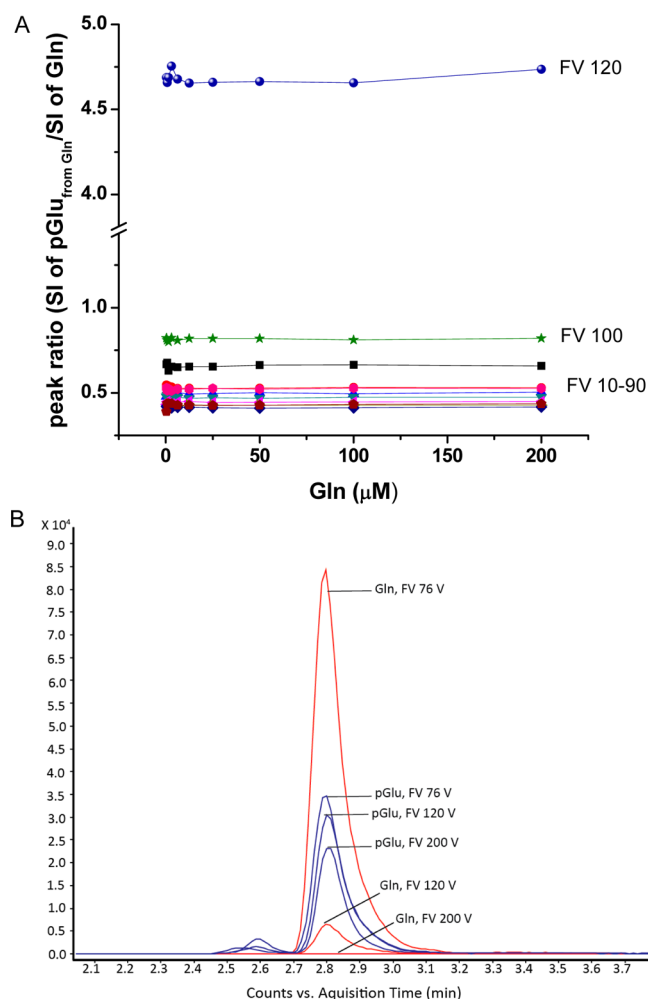 A
peak ratio (SI of pGlu from Gln/SI of Gln)
5.0
4.5
4.0
1.0
0.5
FV 120
FV 100
FV 10-90
0
50
100
150
200
Gln (μM)
B
X 10⁴
9.0
8.5
8.0
7.5
7.0
6.5
6.0
5.5
5.0
4.5
4.0
3.5
3.0
2.5
2.0
1.5
1.0
0.5
0.0
Gln, FV 76 V
pGlu, FV 76 V
pGlu, FV 120 V
pGlu, FV 200 V
Gln, FV 120 V
Gln, FV 200 V
2.1 2.2 2.3 2.4 2.5 2.6 2.7 2.8 2.9 3.0 3.1 3.2 3.3 3.4 3.5 3.6 3.7
Counts vs. Aquisition Time (min)